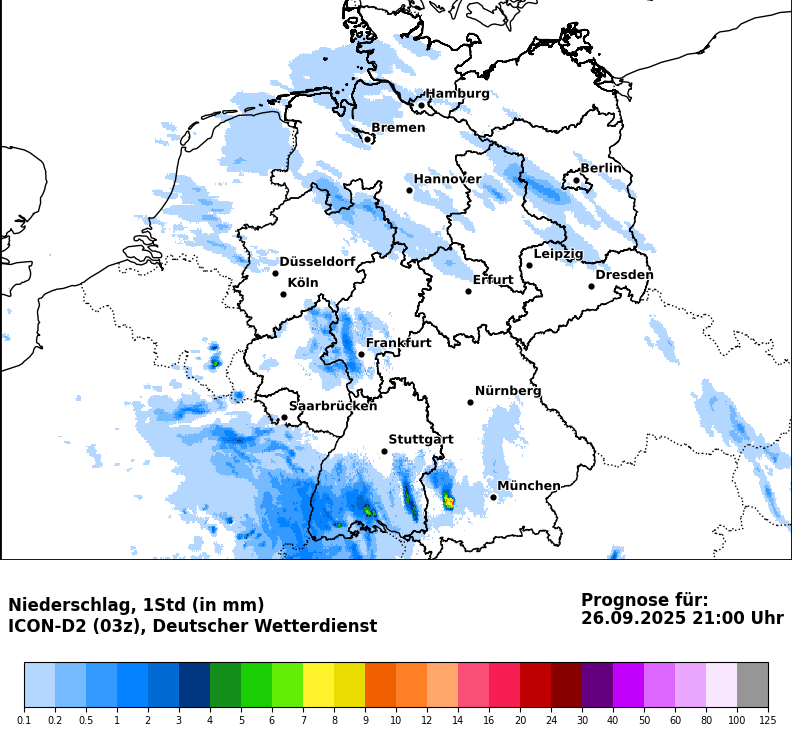 Hamburg
Bremen
Berlin
Hannover
Leipzig
Düsseldorf
Dresden
Köln
Erfurt
Frankfurt
Nürnberg
Saarbrücken
Stuttgart
München
Niederschlag, 1Std (in mm)
ICON-D2 (03z), Deutscher Wetterdienst
Prognose für:
26.09.2025 21:00 Uhr
0.1 0.2 0.5 1 2 3 4 5 6 7 8 9 10 12 14 16 20 24 30 40 50 60 80 100 125